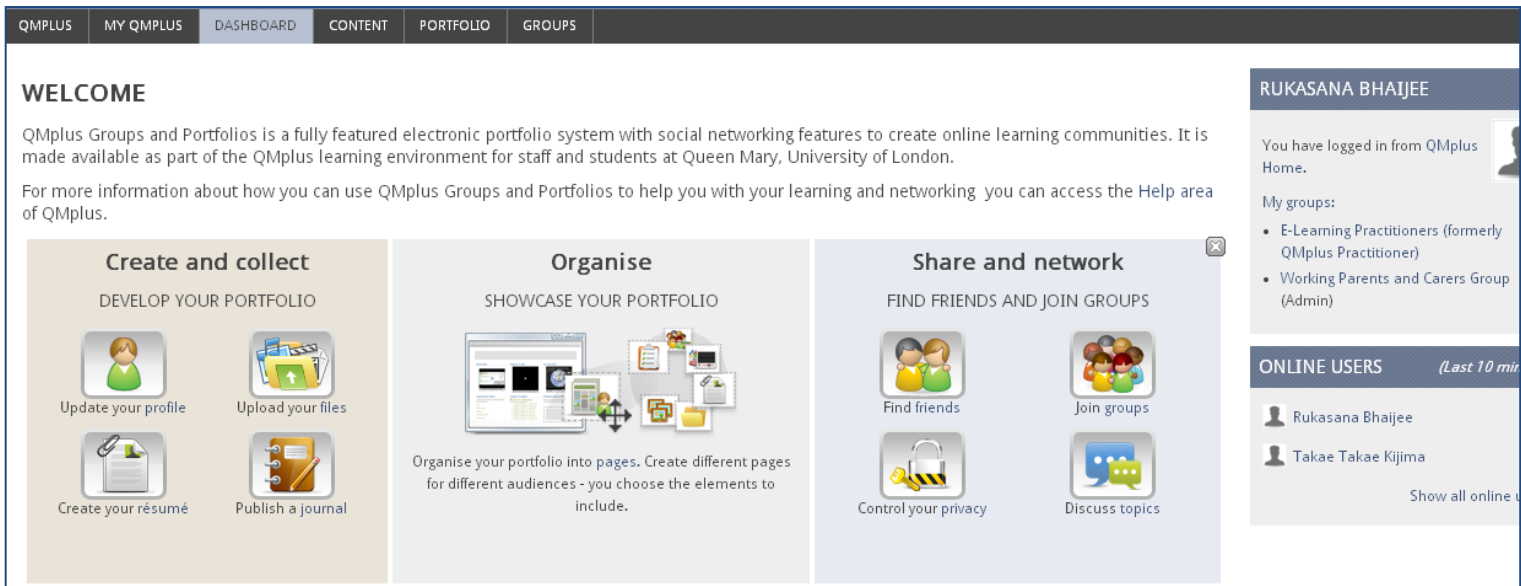 QMPLUS MY QMPLUS DASHBOARD CONTENT PORTFOLIO GROUPS
WELCOME
QMplus Groups and Portfolios is a fully featured electronic portfolio system with social networking features to create online learning communities. It is
made available as part of the QMplus learning environment for staff and students at Queen Mary, University of London.
For more information about how you can use QMplus Groups and Portfolios to help you with your learning and networking you can access the Help area
of QMplus.
Create and collect
DEVELOP YOUR PORTFOLIO
Update your profile
Upload your files
Create your résumé
Publish a journal
Organise
SHOWCASE YOUR PORTFOLIO
Organise your portfolio into pages. Create different pages
for different audiences - you choose the elements to
include.
Share and network
FIND FRIENDS AND JOIN GROUPS
Find friends
Join groups
Control your privacy
Discuss topics
RUKASANA BHAIJEE
You have logged in from QMplus
Home.
My groups:
• E-Learning Practitioners (formerly
QMplus Practitioner)
• Working Parents and Carers Group
(Admin)
ONLINE USERS (Last 10 min
Rukasana Bhaijee
Takae Takae Kijima
Show all online